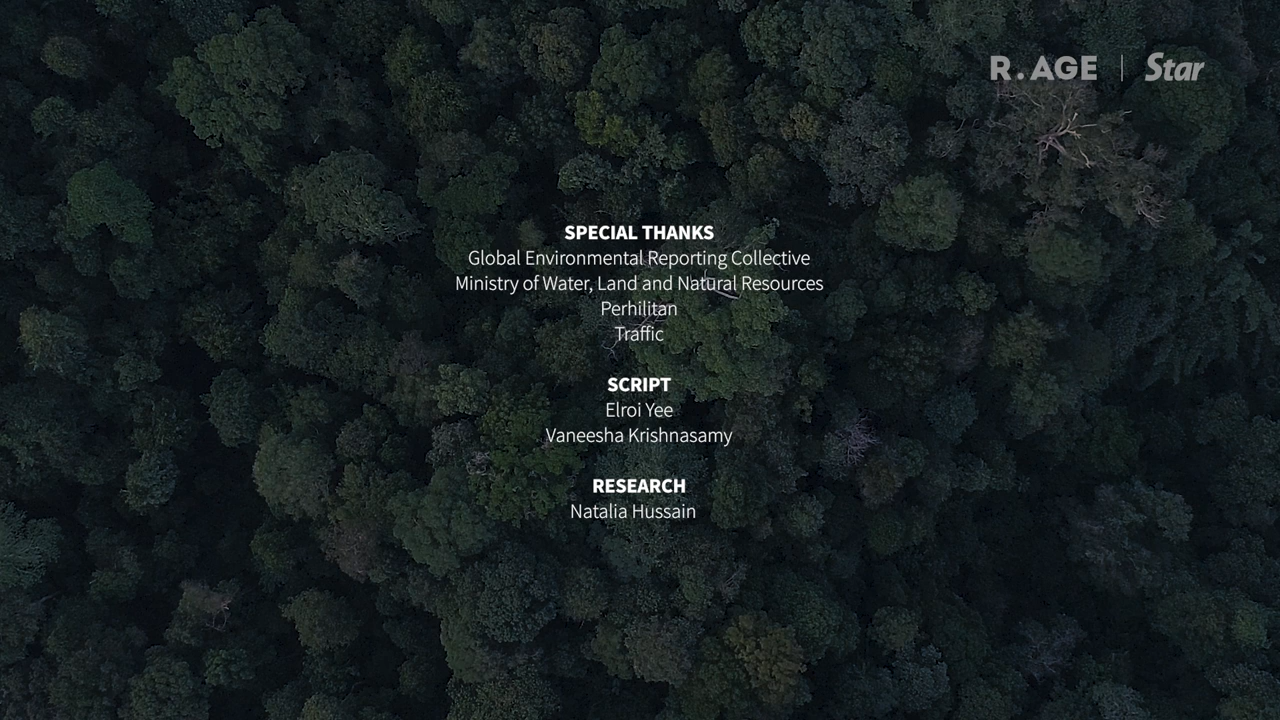 R.AGE | Star
SPECIAL THANKS
Global Environmental Reporting Collective
Ministry of Water, Land and Natural Resources
Perhilitan
Traffic
SCRIPT
Elroi Yee
Vaneesha Krishnasamy
RESEARCH
Natalia Hussain